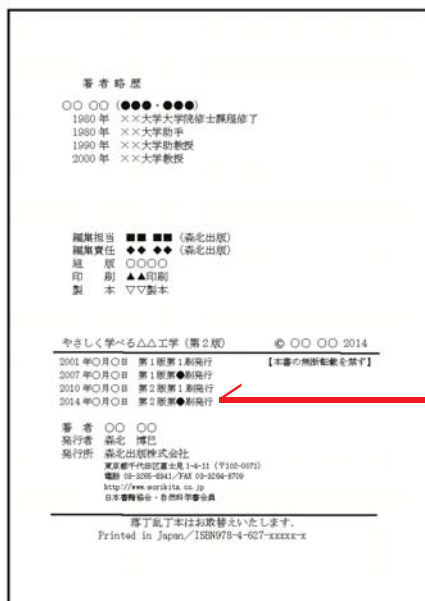 著 者 略 歴
○○ ○○ (●●●・●●●)
1980 年 ××大学大学院修士課程修了
1980 年 ××大学助手
1990 年 ××大学助教授
2000 年 ××大学教授
編集担当 ■■ ■■ (森北出版)
編集責任 ◆◆ ◆◆ (森北出版)
組 版 ○○○○
印 刷 ▲▲印刷
製 本 ▽▽製本
やさしく学べる△△工学 (第2版) © ○○ ○○ 2014
2001 年○月○日 第1版第1刷発行 【本書の無断転載を禁ず】
2007 年○月○日 第1版第●刷発行
2010 年○月○日 第2版第1刷発行
2014 年○月○日 第2版第●刷発行
著 者 ○○ ○○
発行者 森北 博巳
発行所 森北出版株式会社
東京都千代田区富士見 1-4-11 (〒102-0071)
電話 03-3265-8341/FAX 03-3264-8709
http://www.morikita.co.jp
日本書籍協会・自然科学書会員
落丁乱丁本はお取替えいたします.
Printed in Japan/ISBN978-4-627-xxxxx-x